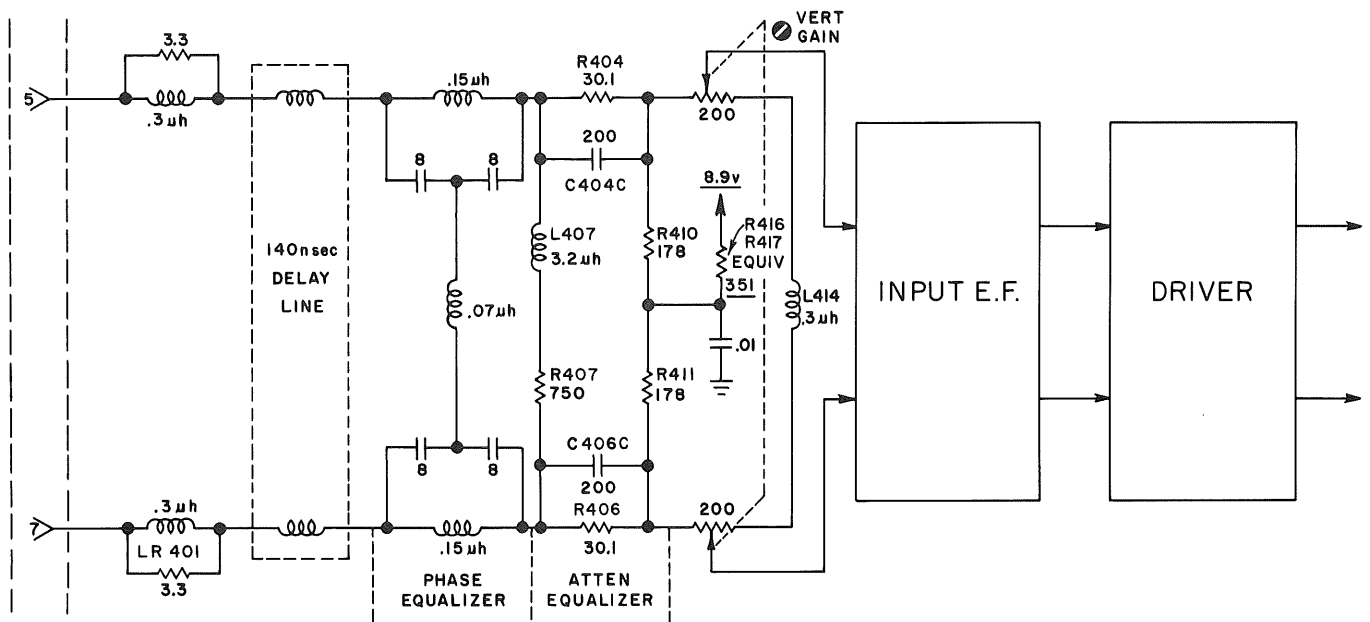 VERT
GAIN
3.3
.15µh
R404
30.1
5
.3µh
200
200
8
8
C404C
8.9v
140nsec
DELAY
LINE
L407
3.2µh
R410
178
R416
R417
EQUIV
351
L414
.3µh
INPUT E.F.
DRIVER
.07µh
.01
R407
750
R411
178
C406C
200
8
8
.3µh
R406
200
7
LR 401
.15µh
30.1
3.3
PHASE
EQUALIZER
ATTEN
EQUALIZER